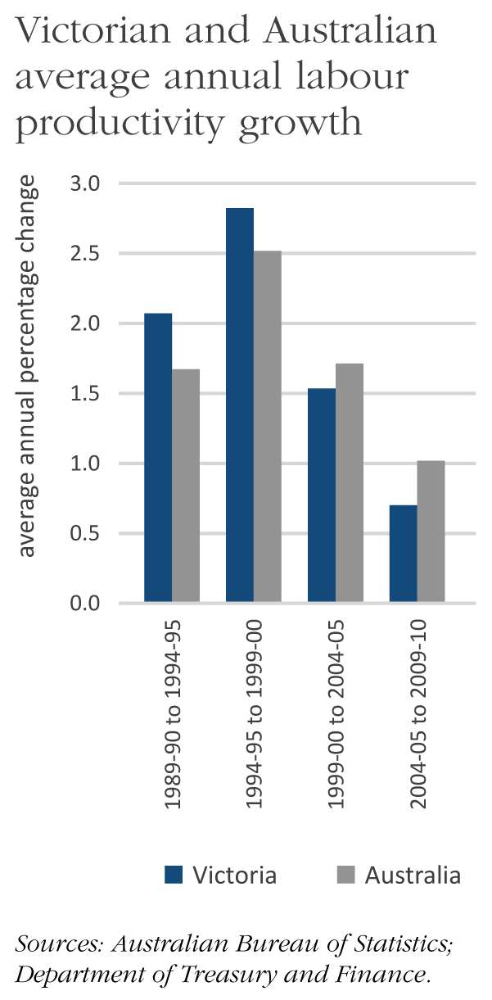 Victorian and Australian
average annual labour
productivity growth
average annual percentage change
3.0
2.5
2.0
1.5
1.0
0.5
0.0
1989-90 to 1994-95
1994-95 to 1999-00
1999-00 to 2004-05
2004-05 to 2009-10
Victoria
Australia
Sources: Australian Bureau of Statistics;
Department of Treasury and Finance.